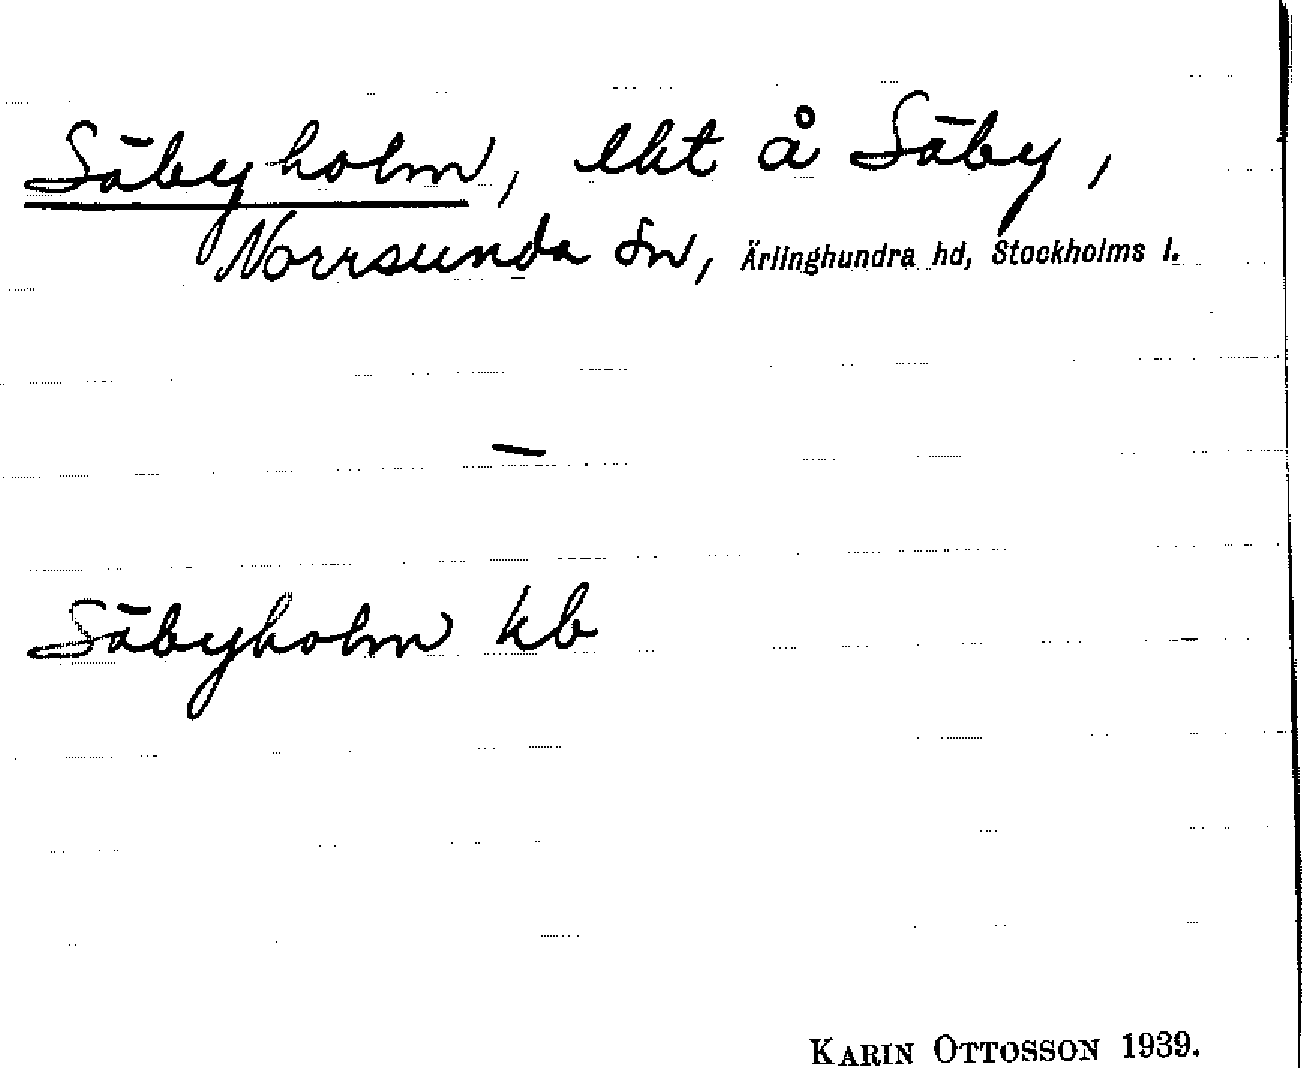 Säbyholm, lht å Säby,
Norrsunda sn, Ärlinghundra hd, Stockholms l.
–
Säbyholm kb
KARIN OTTOSSON 1939.